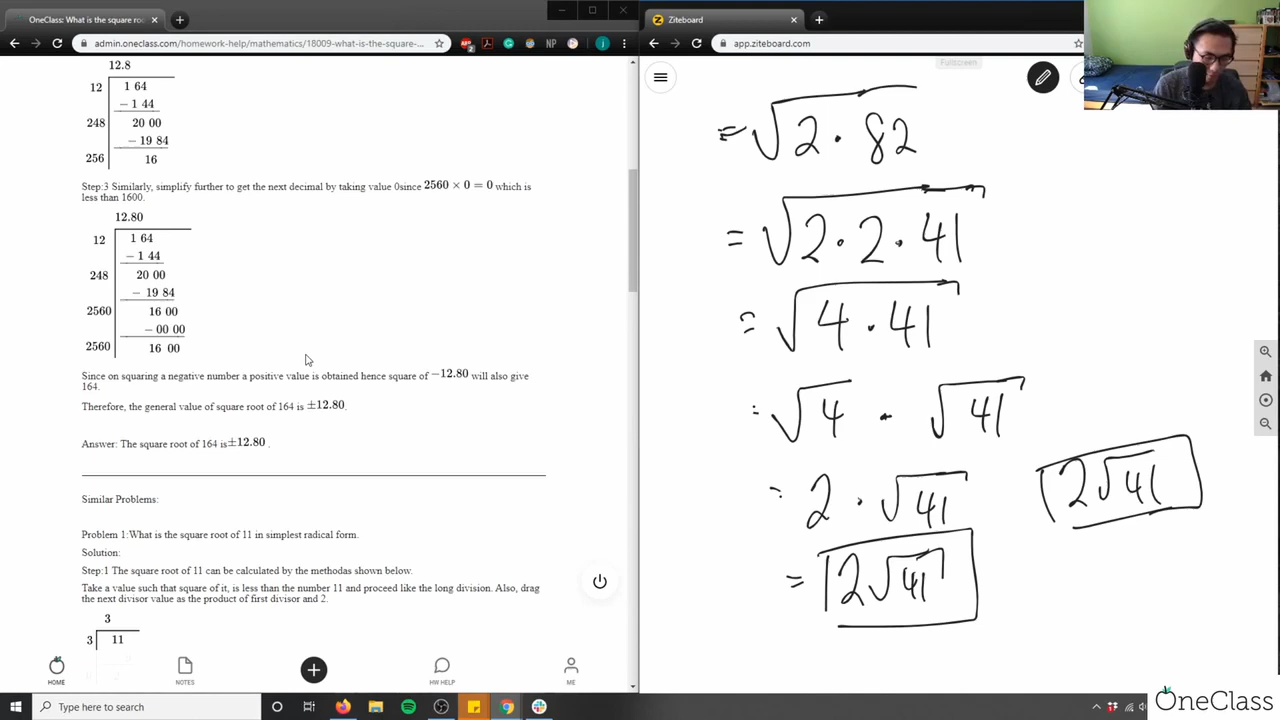 OneClass: What is the square roo
Ziteboard
admin.oneclass.com/homework-help/mathematics/18009-what-is-the-square-...
app.ziteboard.com
Fullscreen
12.8
12 1 64
− 1 44
248 20 00
− 19 84
256 16
Step:3 Similarly, simplify further to get the next decimal by taking value 0since 2560 × 0 = 0 which is
less than 1600.
12.80
12 1 64
− 1 44
248 20 00
− 19 84
2560 16 00
− 00 00
2560 16 00
Since on squaring a negative number a positive value is obtained hence square of −12.80 will also give
164.
Therefore, the general value of square root of 164 is ±12.80.
Answer: The square root of 164 is±12.80 .
Similar Problems:
Problem 1:What is the square root of 11 in simplest radical form.
Solution:
Step:1 The square root of 11 can be calculated by the methodas shown below.
Take a value such that square of it, is less than the number 11 and proceed like the long division. Also, drag
the next divisor value as the product of first divisor and 2.
3
3 11
HOME
NOTES
HW HELP
ME
= √2 · 82
= √2 · 2 · 41
= √4 · 41
= √4 · √41
= 2 · √41
= 2√41
2√41
Type here to search
OneClass